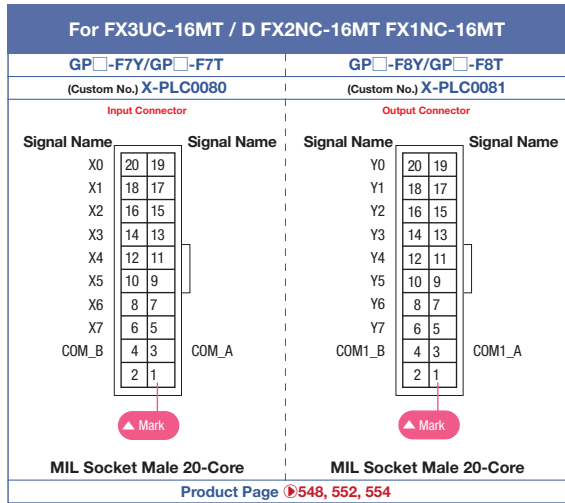 For FX3UC-16MT / D FX2NC-16MT FX1NC-16MT
GP□-F7Y/GP□-F7T
(Custom No.) X-PLC0080
Input Connector
Signal Name Signal Name
X0 20 19
X1 18 17
X2 16 15
X3 14 13
X4 12 11
X5 10 9
X6 8 7
X7 6 5
COM_B 4 3 COM_A
2 1
▲ Mark
MIL Socket Male 20-Core
GP□-F8Y/GP□-F8T
(Custom No.) X-PLC0081
Output Connector
Signal Name Signal Name
Y0 20 19
Y1 18 17
Y2 16 15
Y3 14 13
Y4 12 11
Y5 10 9
Y6 8 7
Y7 6 5
COM1_B 4 3 COM1_A
2 1
▲ Mark
MIL Socket Male 20-Core
Product Page 548, 552, 554